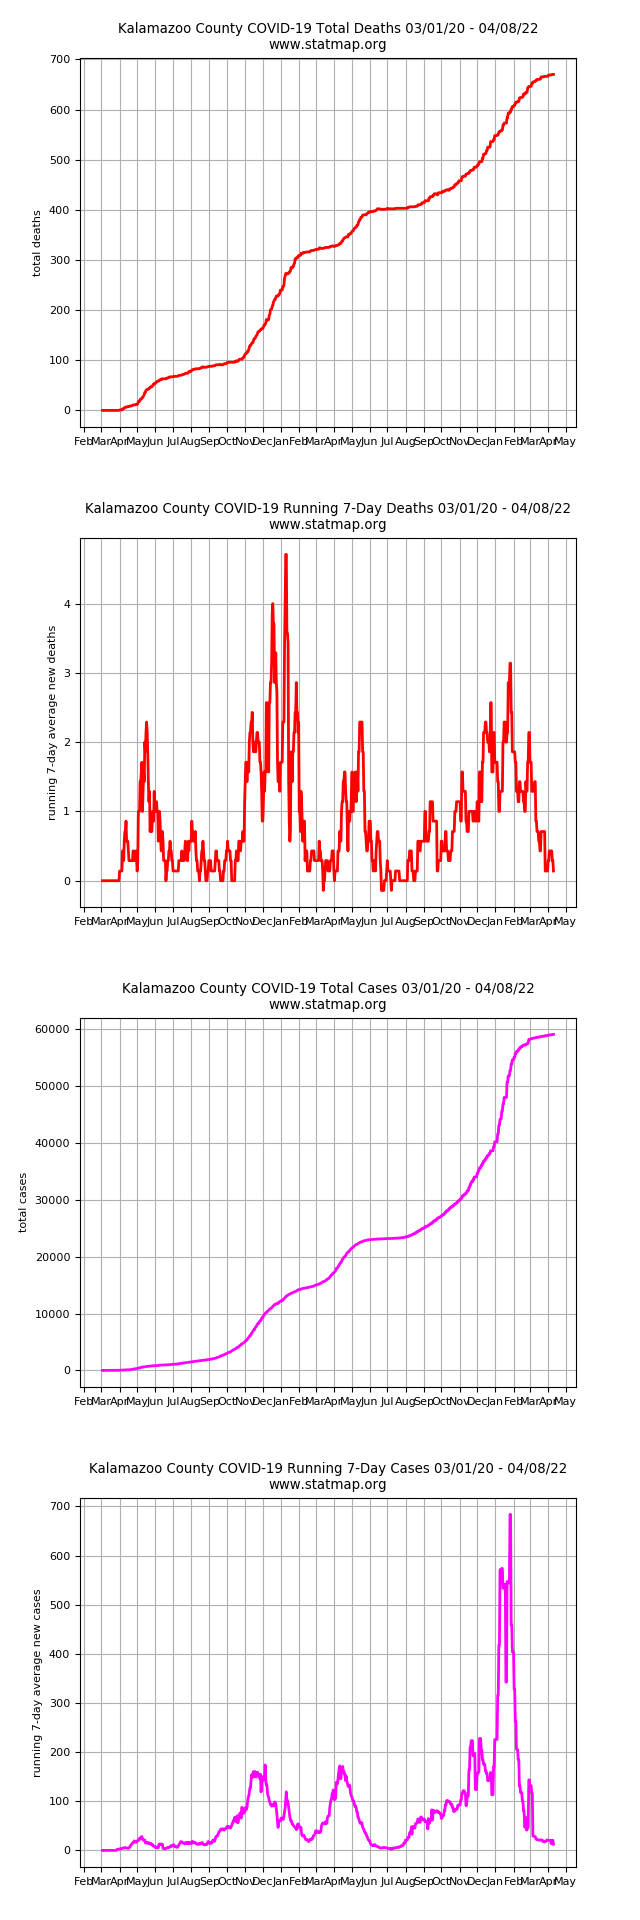 Kalamazoo County COVID-19 Total Deaths 03/01/20 - 04/08/22
www.statmap.org
700
600
500
400
300
200
100
0
total deaths
Feb Mar Apr May Jun Jul Aug Sep Oct Nov Dec Jan Feb Mar Apr May Jun Jul Aug Sep Oct Nov Dec Jan Feb Mar Apr May
Kalamazoo County COVID-19 Running 7-Day Deaths 03/01/20 - 04/08/22
www.statmap.org
4
3
2
1
0
running 7-day average new deaths
Feb Mar Apr May Jun Jul Aug Sep Oct Nov Dec Jan Feb Mar Apr May Jun Jul Aug Sep Oct Nov Dec Jan Feb Mar Apr May
Kalamazoo County COVID-19 Total Cases 03/01/20 - 04/08/22
www.statmap.org
60000
50000
40000
30000
20000
10000
0
total cases
Feb Mar Apr May Jun Jul Aug Sep Oct Nov Dec Jan Feb Mar Apr May Jun Jul Aug Sep Oct Nov Dec Jan Feb Mar Apr May
Kalamazoo County COVID-19 Running 7-Day Cases 03/01/20 - 04/08/22
www.statmap.org
700
600
500
400
300
200
100
0
running 7-day average new cases
Feb Mar Apr May Jun Jul Aug Sep Oct Nov Dec Jan Feb Mar Apr May Jun Jul Aug Sep Oct Nov Dec Jan Feb Mar Apr May